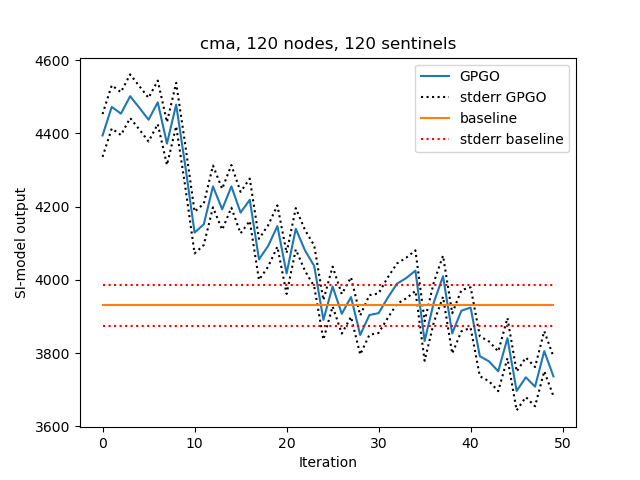 cma, 120 nodes, 120 sentinels
4600
4400
4200
4000
3800
3600
SI-model output
GPGO
stderr GPGO
baseline
stderr baseline
0 10 20 30 40 50
Iteration